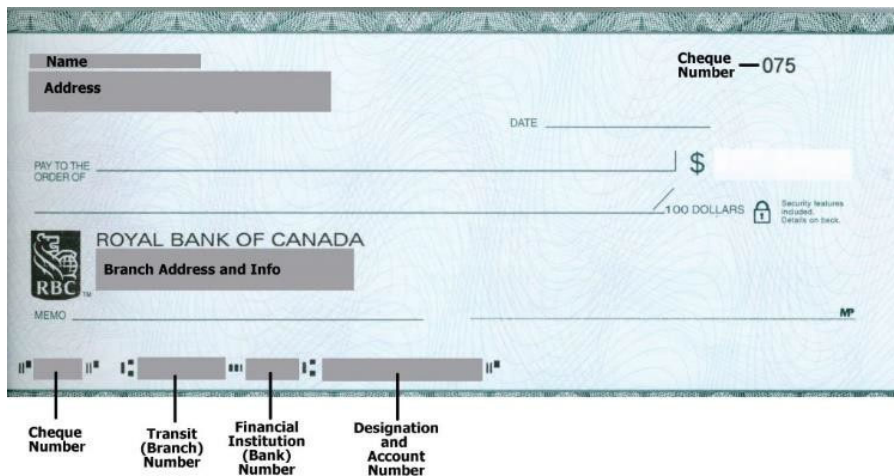 Name
Address
Cheque Number — 075
DATE
PAY TO THE ORDER OF
$
100 DOLLARS
Security features included. Details on back.
ROYAL BANK OF CANADA
Branch Address and Info
RBC TM
MEMO
MP
Cheque Number
Transit (Branch) Number
Financial Institution (Bank) Number
Designation and Account Number